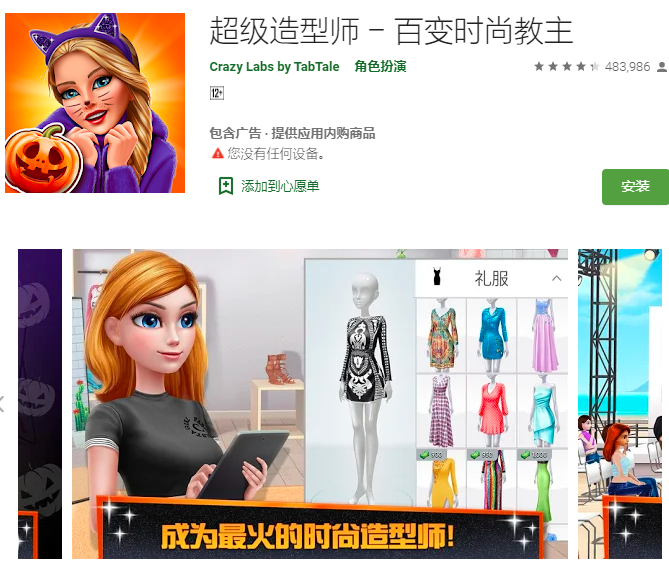 超级造型师 – 百变时尚教主
Crazy Labs by TabTale 角色扮演 483,986
12+
包含广告 · 提供应用内购商品
您没有任何设备。
添加到心愿单 安装
礼服
900 950 1000
成为最火的时尚造型师!